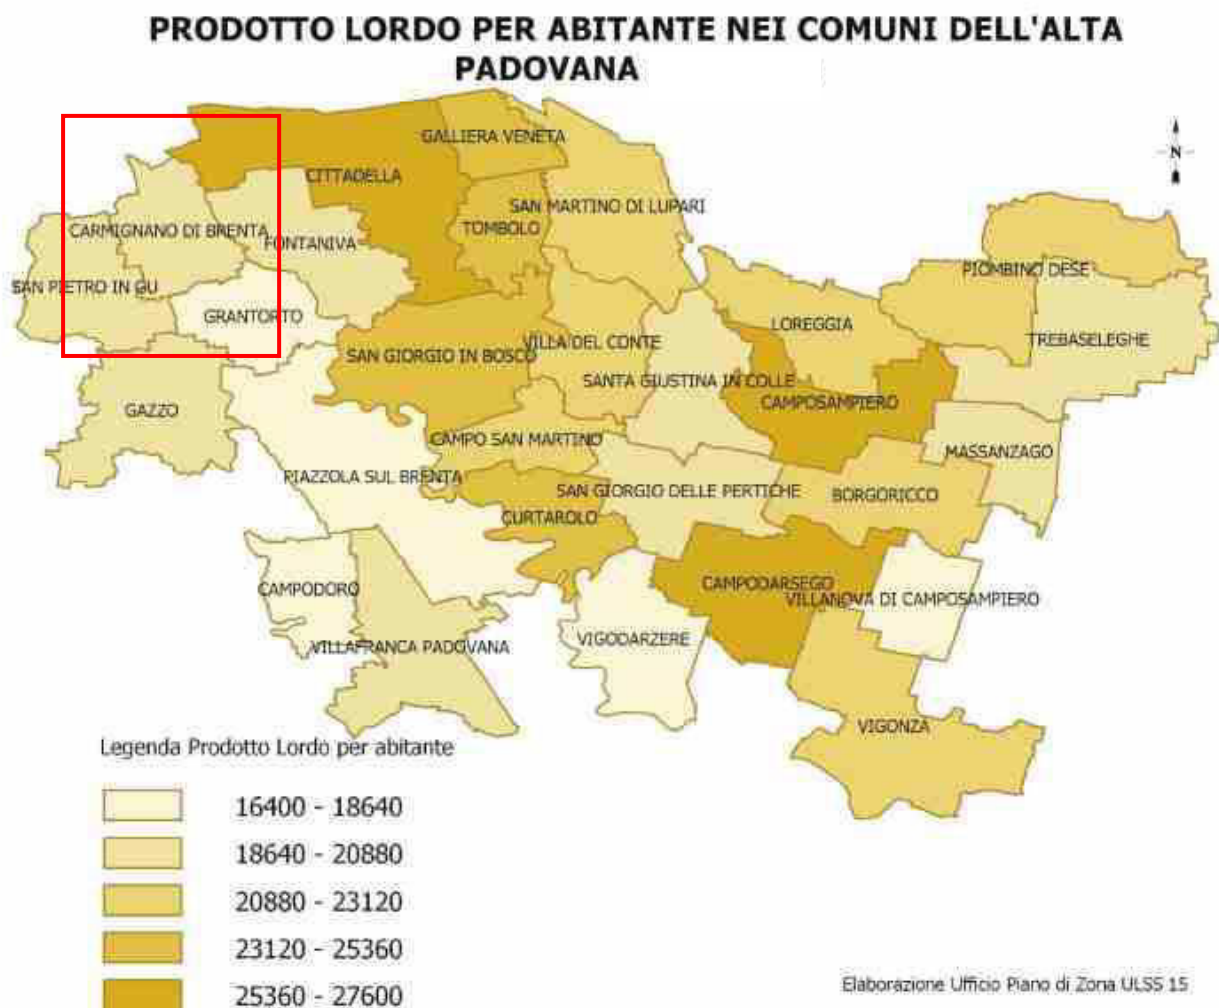 PRODOTTO LORDO PER ABITANTE NEI COMUNI DELL'ALTA
PADOVANA
GALLIERA VENETA
N
CITTADELLA
SAN MARTINO DI LUPARI
CARMIGNANO DI BRENTA
TOMBOLO
FONTANIVA
PIOMBINO DESE
SAN PIETRO IN GU
GRANTORTO
LOREGGIA
SAN GIORGIO IN BOSCO
VILLA DEL CONTE
TREBASELEGHE
SANTA GIUSTINA IN COLLE
CAMPOSAMPIERO
GAZZO
CAMPO SAN MARTINO
MASSANZAGO
PIAZZOLA SUL BRENTA
SAN GIORGIO DELLE PERTICHE
BORGORICCO
CURTAROLO
CAMPODORO
CAMPODARSEGO
VILLANOVA DI CAMPOSAMPIERO
VILLAFRANCA PADOVANA
VIGODARZERE
VIGONZA
Legenda Prodotto Lordo per abitante
16400 - 18640
18640 - 20880
20880 - 23120
23120 - 25360
25360 - 27600
Elaborazione Ufficio Piano di Zona ULSS 15